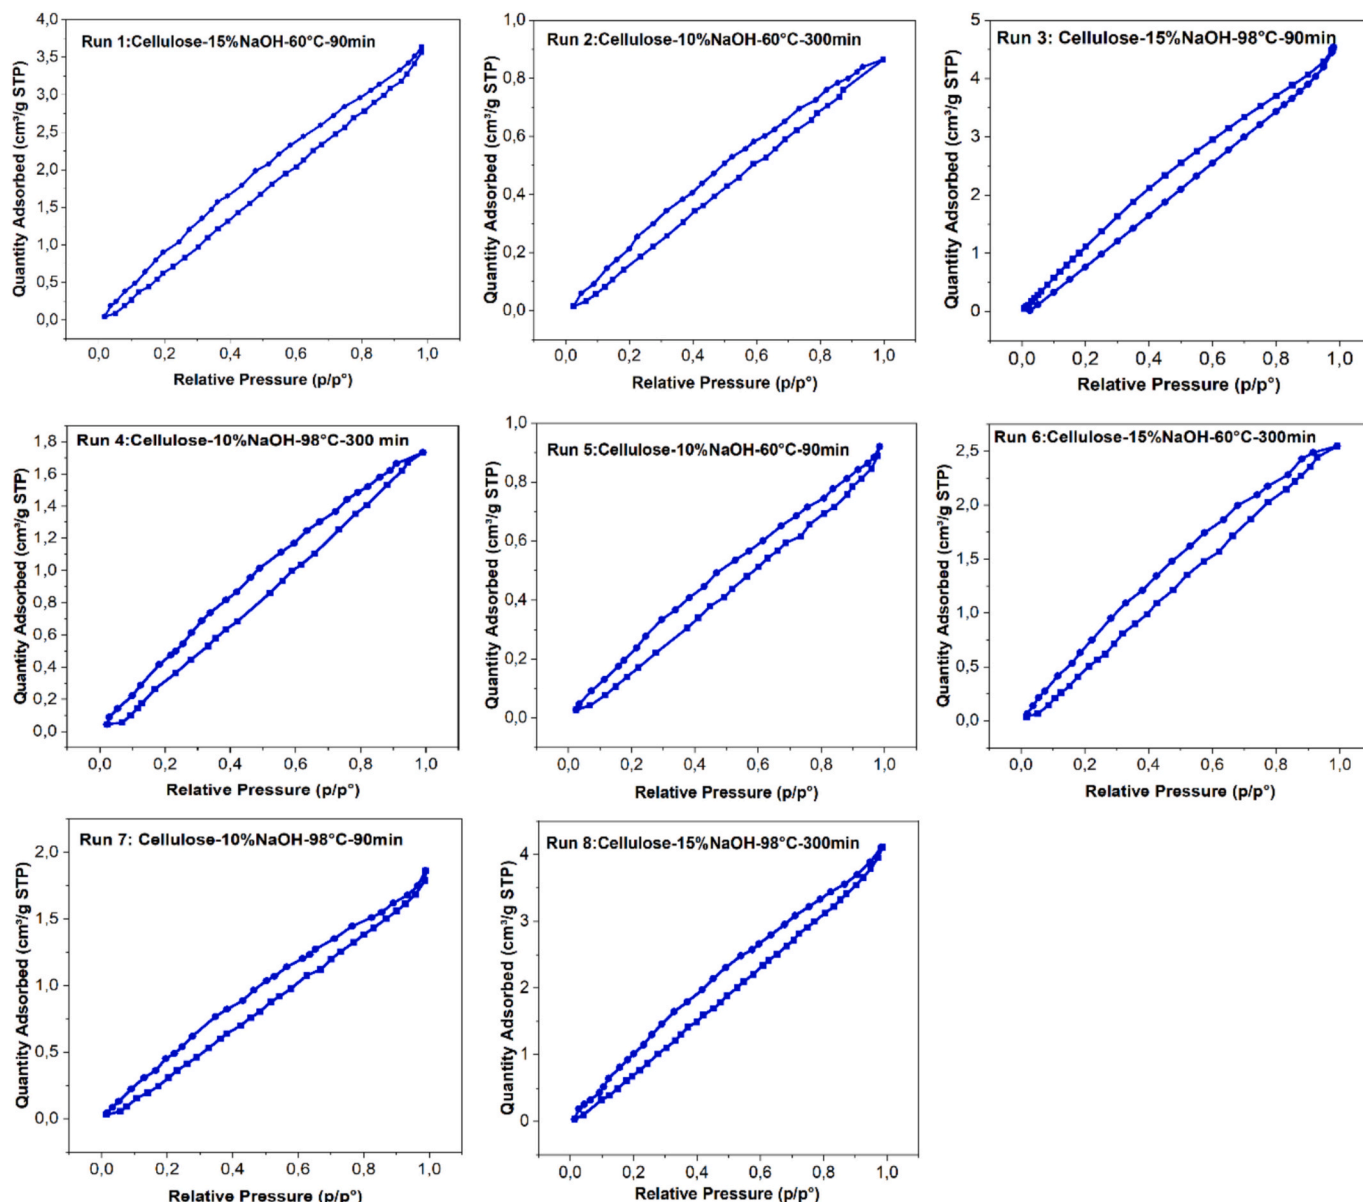 Run 1:Cellulose-15%NaOH-60°C-90min
Quantity Adsorbed (cm³/g STP)
4,0
3,5
3,0
2,5
2,0
1,5
1,0
0,5
0,0
0,0 0,2 0,4 0,6 0,8 1,0
Relative Pressure (p/p°)
Run 2:Cellulose-10%NaOH-60°C-300min
Quantity Adsorbed (cm³/g STP)
1,0
0,8
0,6
0,4
0,2
0,0
0,0 0,2 0,4 0,6 0,8 1,0
Relative Pressure (p/p°)
Run 3: Cellulose-15%NaOH-98°C-90min
Quantity Adsorbed (cm³/g STP)
5
4
3
2
1
0
0,0 0,2 0,4 0,6 0,8 1,0
Relative Pressure (p/p°)
Run 4:Cellulose-10%NaOH-98°C-300 min
Quantity Adsorbed (cm³/g STP)
1,8
1,6
1,4
1,2
1,0
0,8
0,6
0,4
0,2
0,0
0,0 0,2 0,4 0,6 0,8 1,0
Relative Pressure (p/p°)
Run 5:Cellulose-10%NaOH-60°C-90min
Quantity Adsorbed (cm³/g STP)
1,0
0,8
0,6
0,4
0,2
0,0
0,0 0,2 0,4 0,6 0,8 1,0
Relative Pressure (p/p°)
Run 6:Cellulose-15%NaOH-60°C-300min
Quantity Adsorbed (cm³/g STP)
2,5
2,0
1,5
1,0
0,5
0,0
0,0 0,2 0,4 0,6 0,8 1,0
Relative Pressure (p/p°)
Run 7: Cellulose-10%NaOH-98°C-90min
Quantity Adsorbed (cm³/g STP)
2,0
1,5
1,0
0,5
0,0
0,0 0,2 0,4 0,6 0,8 1,0
Relative Pressure (p/p°)
Run 8:Cellulose-15%NaOH-98°C-300min
Quantity Adsorbed (cm³/g STP)
4
3
2
1
0
0,0 0,2 0,4 0,6 0,8 1,0
Relative Pressure (p/p°)